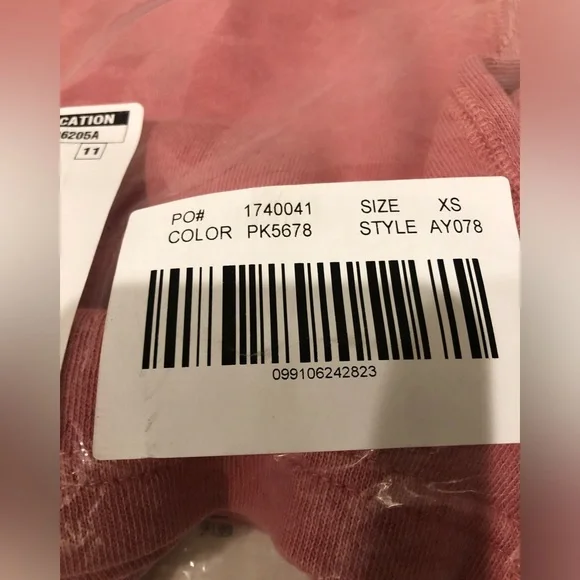 CATION
6205A
11
PO# 1740041 SIZE XS
COLOR PK5678 STYLE AY078
099106242823